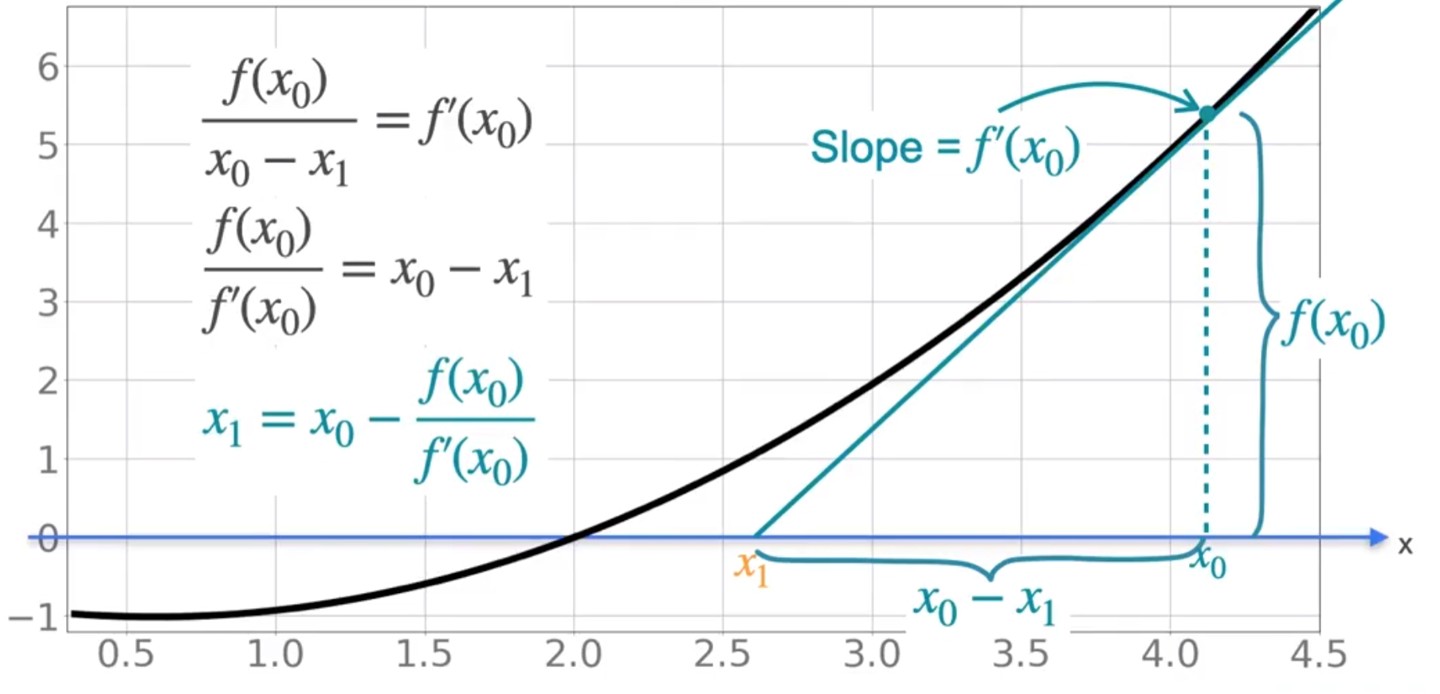 6
5
4
3
2
1
0
−1
f(x₀) / (x₀ − x₁) = f′(x₀)
f(x₀) / f′(x₀) = x₀ − x₁
x₁ = x₀ − f(x₀) / f′(x₀)
Slope = f′(x₀)
f(x₀)
x
x₁
x₀
x₀ − x₁
0.5 1.0 1.5 2.0 2.5 3.0 3.5 4.0 4.5